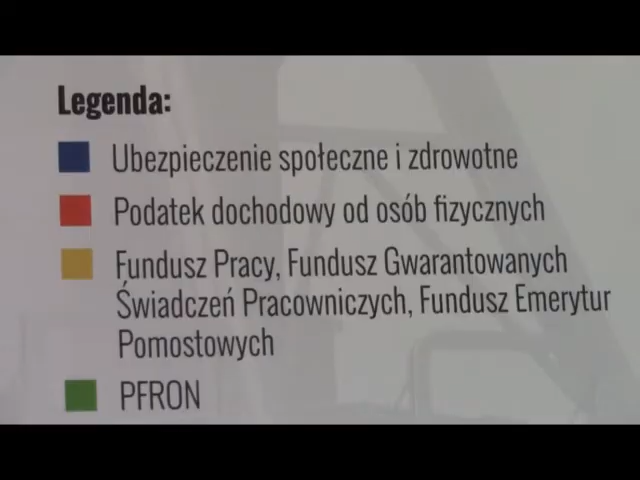 Legenda:
Ubezpieczenie społeczne i zdrowotne
Podatek dochodowy od osób fizycznych
Fundusz Pracy, Fundusz Gwarantowanych
Świadczeń Pracowniczych, Fundusz Emerytur
Pomostowych
PFRON